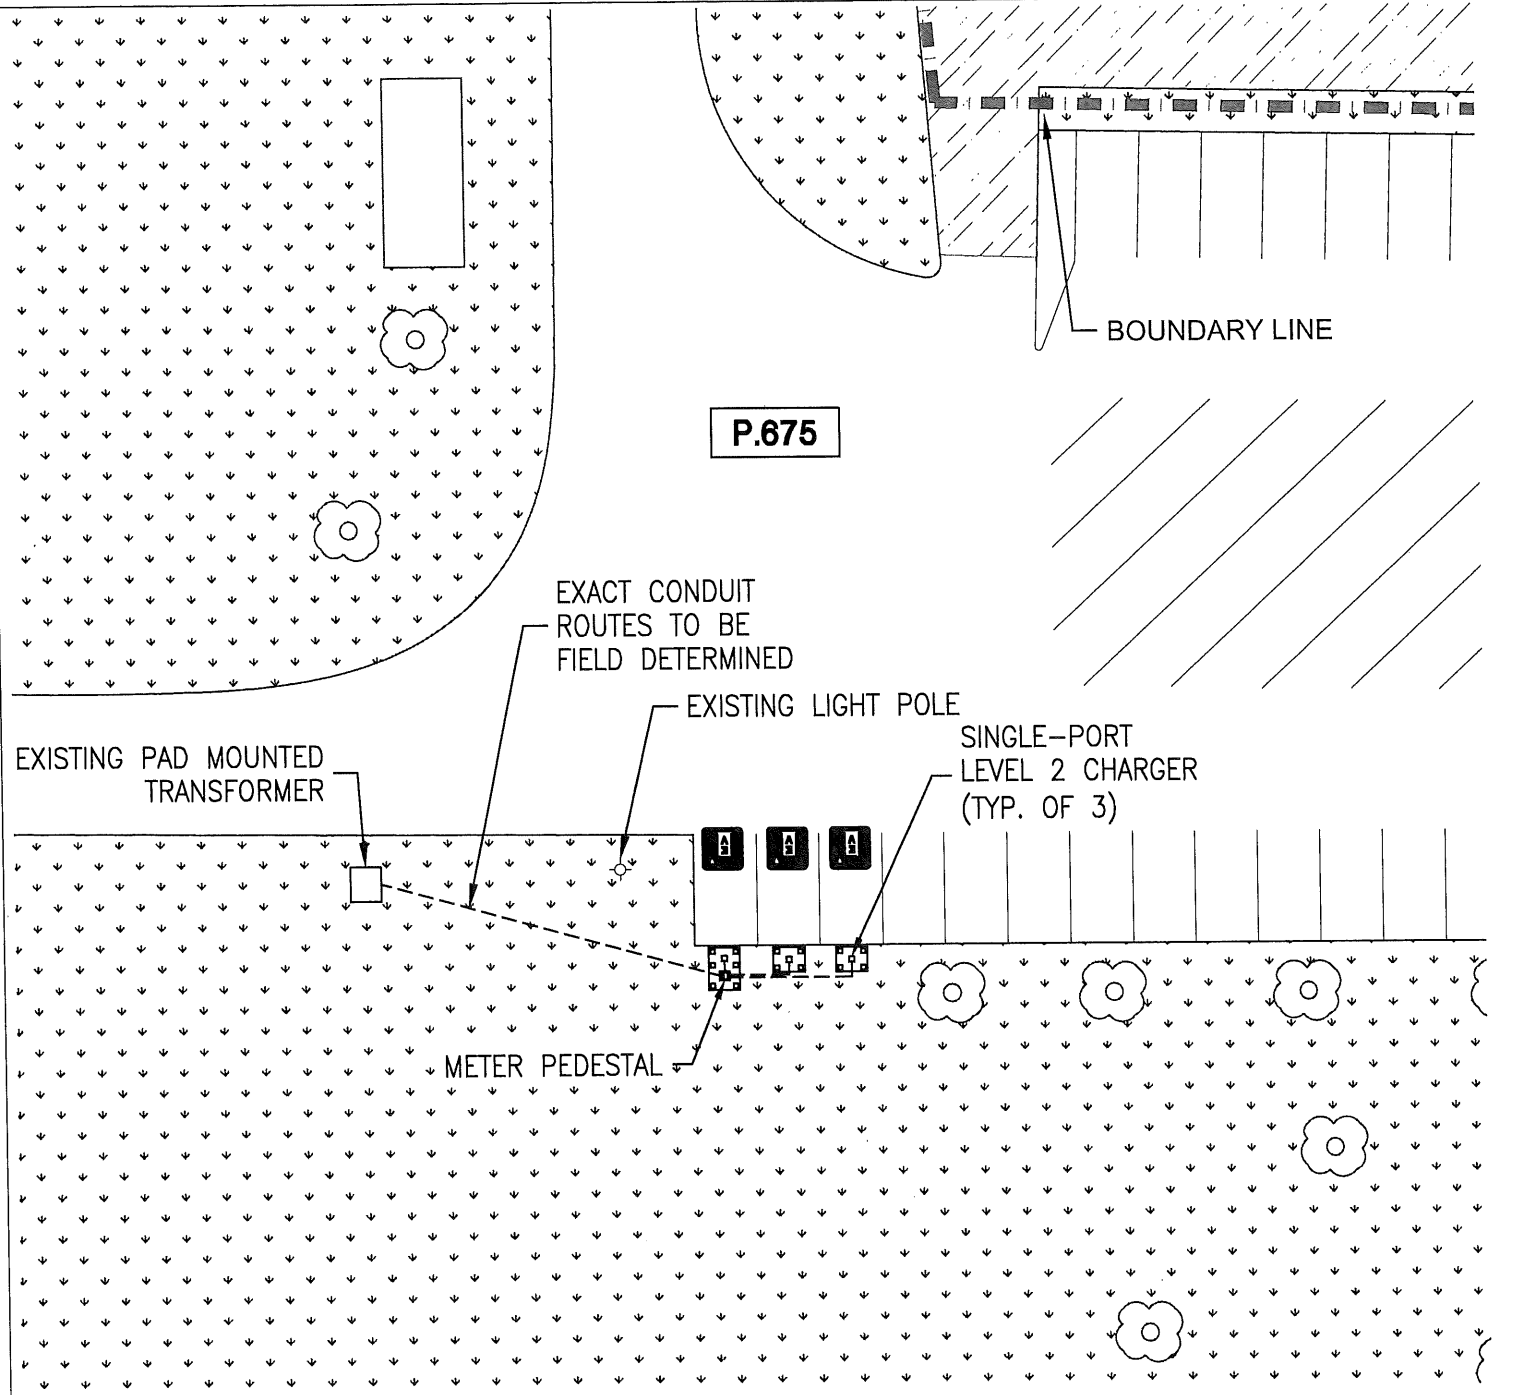 BOUNDARY LINE
P.675
EXACT CONDUIT
ROUTES TO BE
FIELD DETERMINED
EXISTING LIGHT POLE
SINGLE-PORT
LEVEL 2 CHARGER
(TYP. OF 3)
EXISTING PAD MOUNTED
TRANSFORMER
METER PEDESTAL